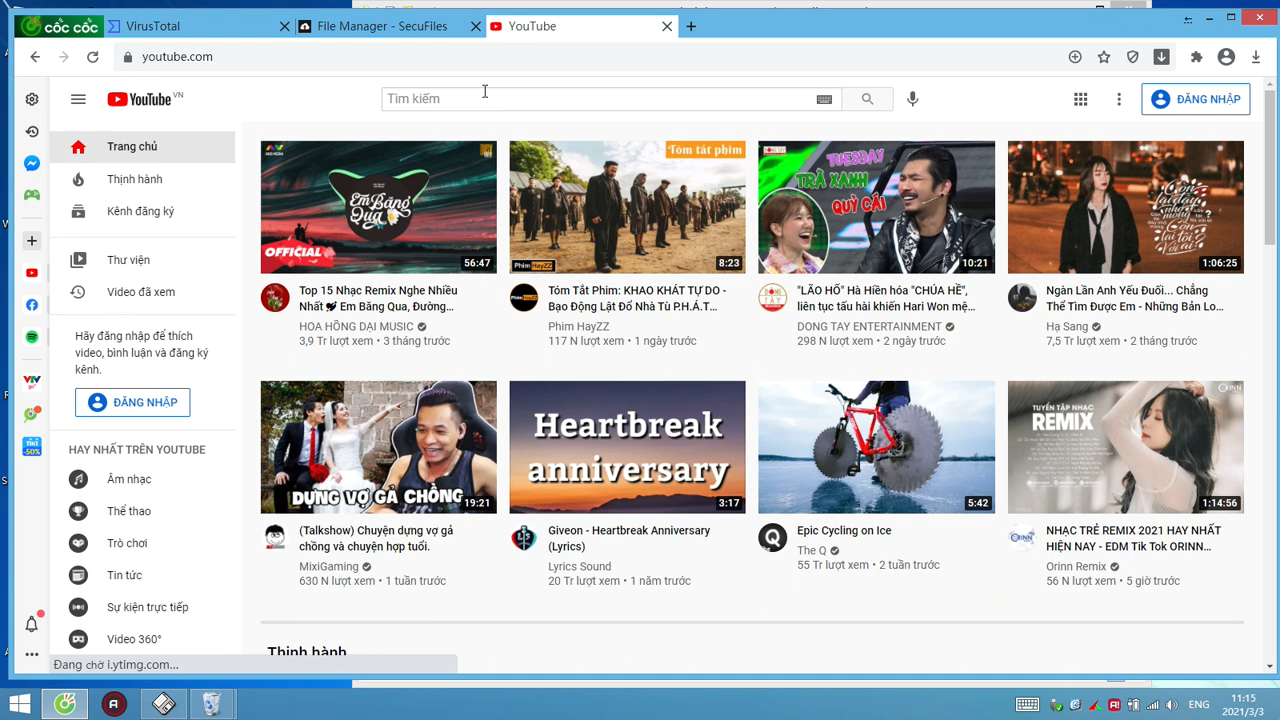 cốc cốc
VirusTotal
File Manager - SecuFiles
YouTube
youtube.com
YouTube VN
Tìm kiếm
ĐĂNG NHẬP
Trang chủ
Thịnh hành
Kênh đăng ký
Thư viện
Video đã xem
Hãy đăng nhập để thích
video, bình luận và đăng ký
kênh.
ĐĂNG NHẬP
HAY NHẤT TRÊN YOUTUBE
Âm nhạc
Thể thao
Trò chơi
Tin tức
Sự kiện trực tiếp
Video 360°
Đang chờ i.ytimg.com...
Em Băng Qua
OFFICIAL
56:47
Top 15 Nhạc Remix Nghe Nhiều
Nhất 🚀 Em Băng Qua, Đường...
HOA HỒNG DẠI MUSIC
3,9 Tr lượt xem • 3 tháng trước
Tóm tắt phim
Phim HayZZ
8:23
Tóm Tắt Phim: KHAO KHÁT TỰ DO -
Bạo Động Lật Đổ Nhà Tù P.H.Á.T...
Phim HayZZ
117 N lượt xem • 1 ngày trước
TUESDAY
TRÀ XANH
QUỶ CÁI
10:21
"LÃO HỔ" Hà Hiền hóa "CHÚA HỀ",
liên tục tấu hài khiến Hari Won mệ...
DONG TAY ENTERTAINMENT
298 N lượt xem • 2 ngày trước
1:06:25
Ngàn Lần Anh Yếu Đuối... Chẳng
Thể Tìm Được Em - Những Bản Lo...
Hạ Sang
7,5 Tr lượt xem • 2 tháng trước
DỰNG VỢ GẢ CHỒNG
19:21
(Talkshow) Chuyện dựng vợ gả
chồng và chuyện hợp tuổi.
MixiGaming
630 N lượt xem • 1 tuần trước
Heartbreak
anniversary
3:17
Giveon - Heartbreak Anniversary
(Lyrics)
Lyrics Sound
20 Tr lượt xem • 1 năm trước
5:42
Epic Cycling on Ice
The Q
55 Tr lượt xem • 2 tuần trước
ORINN
TUYỂN TẬP NHẠC
REMIX
1:14:56
NHẠC TRẺ REMIX 2021 HAY NHẤT
HIỆN NAY - EDM Tik Tok ORINN...
Orinn Remix
56 N lượt xem • 5 giờ trước
Thịnh hành
VTV
go
TIKI
-50%
ENG
11:15
2021/3/3